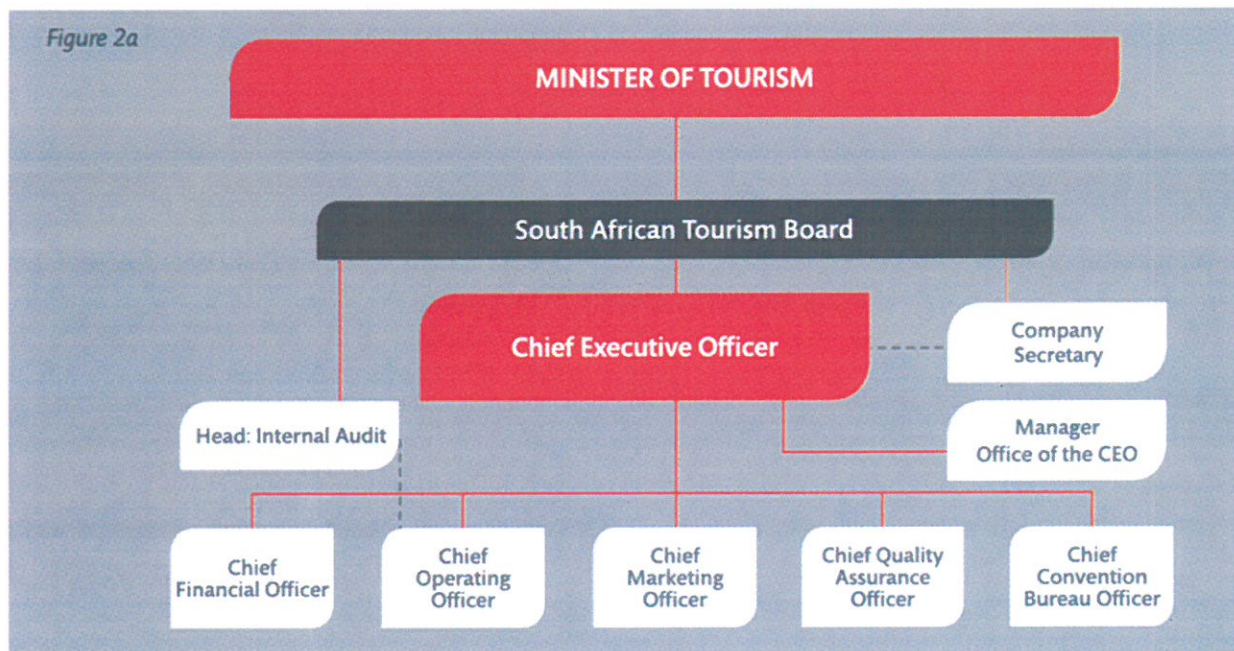 Figure 2a
MINISTER OF TOURISM
South African Tourism Board
Chief Executive Officer
Company
Secretary
Head: Internal Audit
Manager
Office of the CEO
Chief
Financial Officer
Chief
Operating
Officer
Chief
Marketing
Officer
Chief Quality
Assurance
Officer
Chief
Convention
Bureau Officer